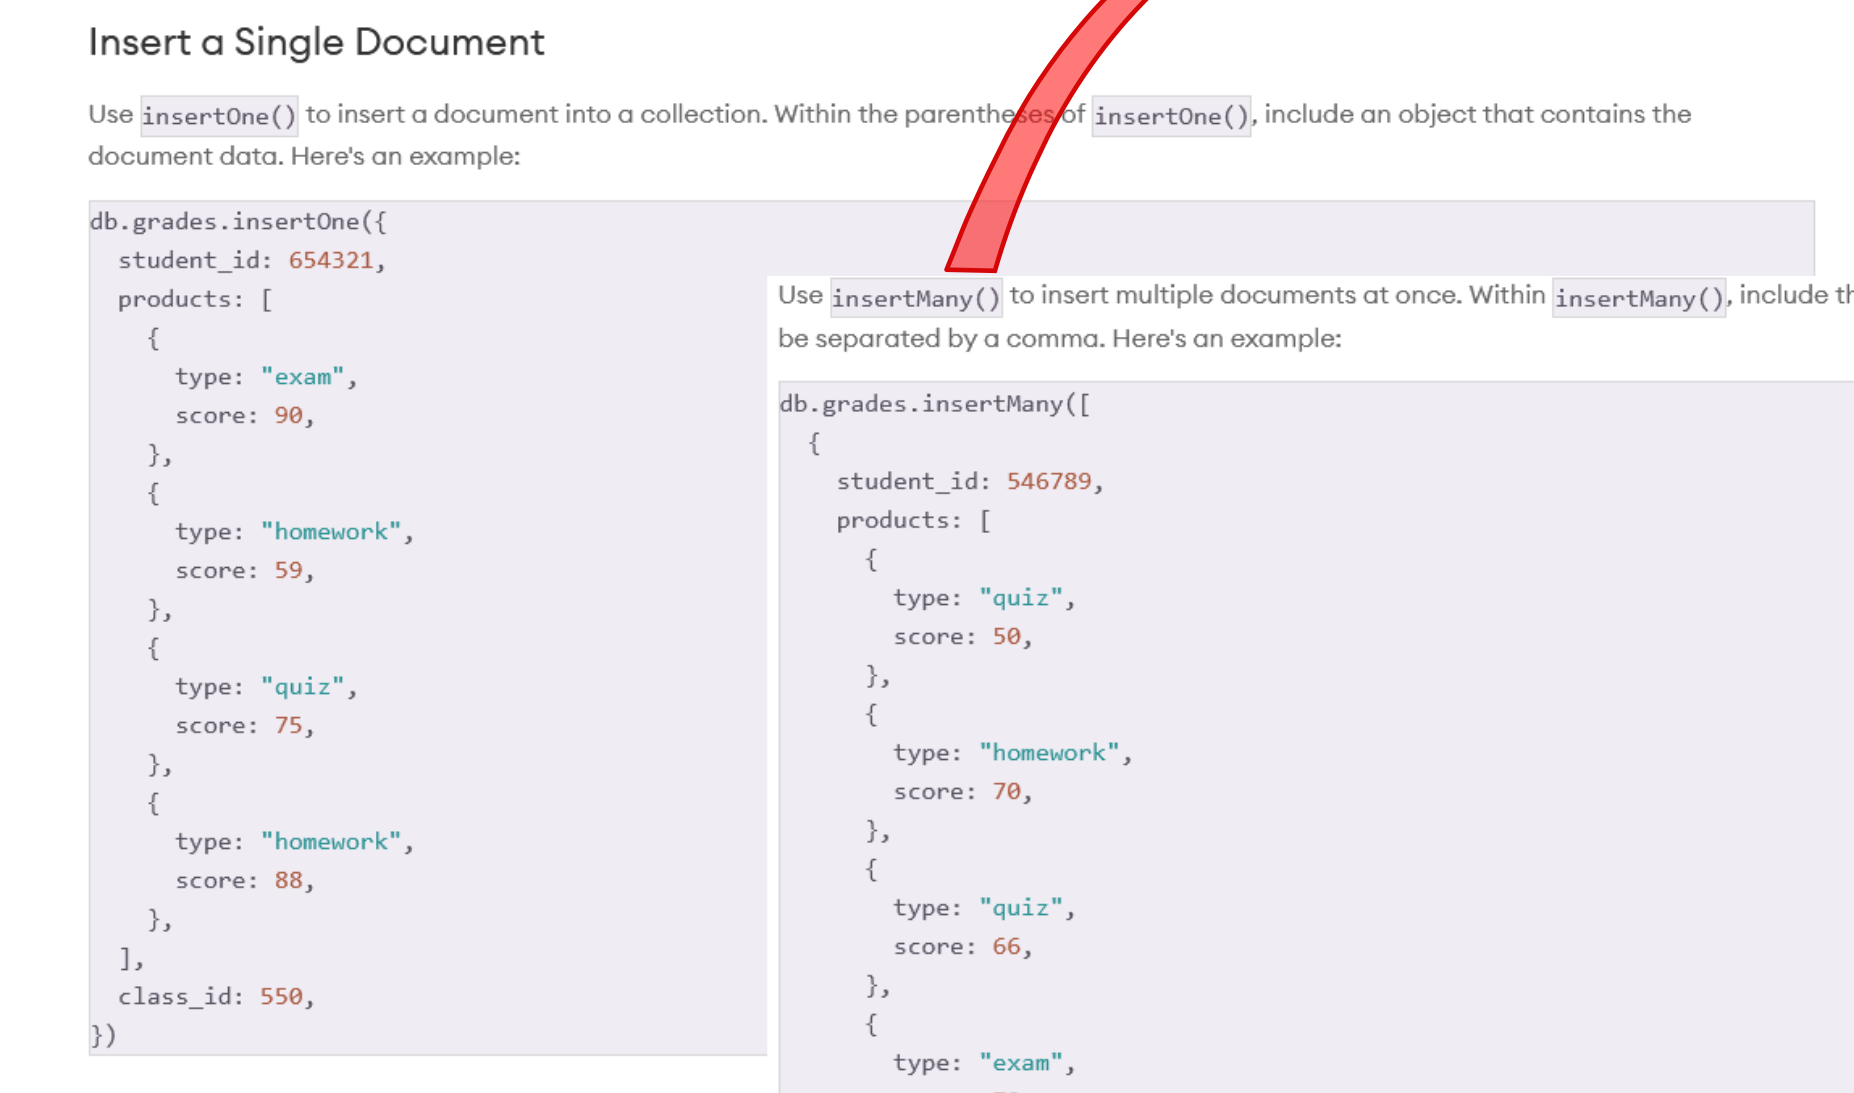 Insert a Single Document
Use insertOne() to insert a document into a collection. Within the parentheses of insertOne(), include an object that contains the
document data. Here's an example:
db.grades.insertOne({
  student_id: 654321,
  products: [
    {
      type: "exam",
      score: 90,
    },
    {
      type: "homework",
      score: 59,
    },
    {
      type: "quiz",
      score: 75,
    },
    {
      type: "homework",
      score: 88,
    },
  ],
  class_id: 550,
})
Use insertMany() to insert multiple documents at once. Within insertMany(), include
be separated by a comma. Here's an example:
db.grades.insertMany([
  {
    student_id: 546789,
    products: [
      {
        type: "quiz",
        score: 50,
      },
      {
        type: "homework",
        score: 70,
      },
      {
        type: "quiz",
        score: 66,
      },
      {
        type: "exam",